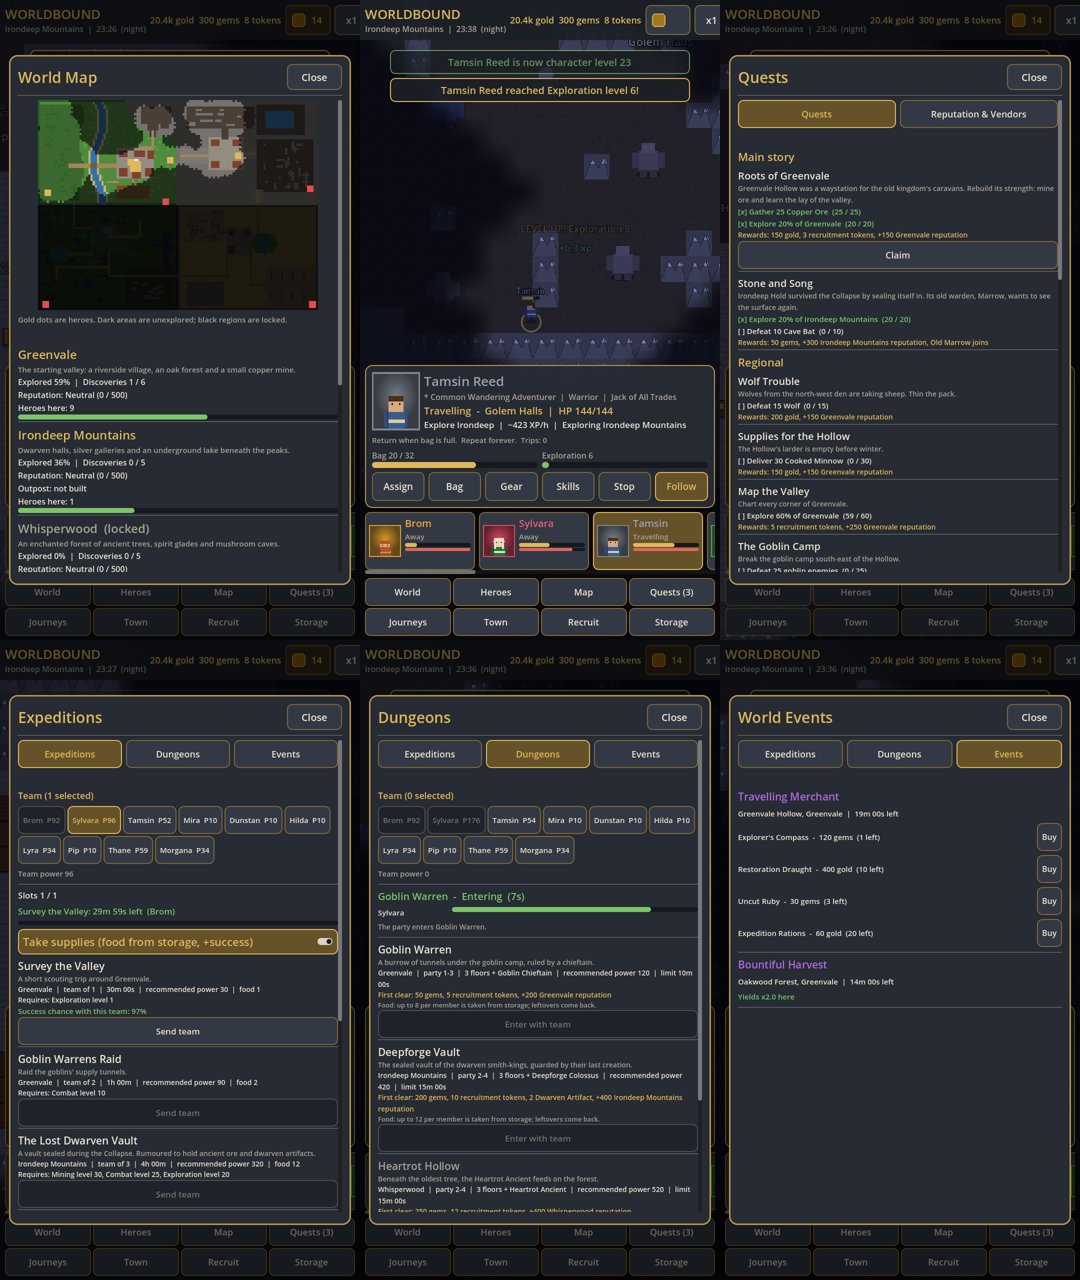 WORLDBOUND
Irondeep Mountains | 23:26 (night)
20.4k gold 300 gems 8 tokens
14
x1
World Map
Close
Gold dots are heroes. Dark areas are unexplored; black regions are locked.
Greenvale
The starting valley: a riverside village, an oak forest and a small copper mine.
Explored 59% | Discoveries 1 / 6
Reputation: Neutral (0 / 500)
Heroes here: 9
Irondeep Mountains
Dwarven halls, silver galleries and an underground lake beneath the peaks.
Explored 36% | Discoveries 0 / 5
Reputation: Neutral (0 / 500)
Outpost: not built
Heroes here: 1
Whisperwood (locked)
An enchanted forest of ancient trees, spirit glades and mushroom caves.
Explored 0% | Discoveries 0 / 5
Reputation: Neutral (0 / 500)
World
Heroes
Map
Quests (3)
Journeys
Town
Recruit
Storage
WORLDBOUND
Irondeep Mountains | 23:38 (night)
20.4k gold 300 gems 8 tokens
x1
Golem Halls
Tamsin Reed is now character level 23
Tamsin Reed reached Exploration level 6!
LEVEL UP! Exploration 6
+6.3 xp
Tamsin
Tamsin Reed
* Common Wandering Adventurer | Warrior | Jack of All Trades
Travelling - Golem Halls | HP 144/144
Explore Irondeep | ~423 XP/h | Exploring Irondeep Mountains
Return when bag is full. Repeat forever. Trips: 0
Bag 20 / 32
Exploration 6
Assign
Bag
Gear
Skills
Stop
Follow
Brom
Away
Sylvara
Away
Tamsin
Travelling
World
Heroes
Map
Quests (3)
Journeys
Town
Recruit
Storage
WORLDBOUND
Irondeep Mountains | 23:26 (night)
20.4k gold 300 gems 8 tokens
14
x1
Quests
Close
Quests
Reputation & Vendors
Main story
Roots of Greenvale
Greenvale Hollow was a waystation for the old kingdom's caravans. Rebuild its strength: mine
ore and learn the lay of the valley.
[x] Gather 25 Copper Ore (25 / 25)
[x] Explore 20% of Greenvale (20 / 20)
Rewards: 150 gold, 3 recruitment tokens, +150 Greenvale reputation
Claim
Stone and Song
Irondeep Hold survived the Collapse by sealing itself in. Its old warden, Marrow, wants to see
the surface again.
[x] Explore 20% of Irondeep Mountains (20 / 20)
[ ] Defeat 10 Cave Bat (0 / 10)
Rewards: 50 gems, +300 Irondeep Mountains reputation, Old Marrow joins
Regional
Wolf Trouble
Wolves from the north-west den are taking sheep. Thin the pack.
[ ] Defeat 15 Wolf (0 / 15)
Rewards: 200 gold, +150 Greenvale reputation
Supplies for the Hollow
The Hollow's larder is empty before winter.
[ ] Deliver 30 Cooked Minnow (0 / 30)
Rewards: 150 gold, +150 Greenvale reputation
Map the Valley
Chart every corner of Greenvale.
[ ] Explore 60% of Greenvale (59 / 60)
Rewards: 5 recruitment tokens, +250 Greenvale reputation
The Goblin Camp
Break the goblin camp south-east of the Hollow.
[ ] Defeat 25 goblin enemies (0 / 25)
World
Heroes
Map
Quests (3)
Journeys
Town
Recruit
Storage
WORLDBOUND
Irondeep Mountains | 23:27 (night)
20.4k gold 300 gems 8 tokens
14
x1
Expeditions
Close
Expeditions
Dungeons
Events
Team (1 selected)
Brom P92
Sylvara P96
Tamsin P52
Mira P10
Dunstan P10
Hilda P10
Lyra P34
Pip P10
Thane P59
Morgana P34
Team power 96
Slots 1 / 1
Survey the Valley: 29m 59s left (Brom)
Take supplies (food from storage, +success)
Survey the Valley
A short scouting trip around Greenvale.
Greenvale | team of 1 | 30m 00s | recommended power 30 | food 1
Requires: Exploration level 1
Success chance with this team: 97%
Send team
Goblin Warrens Raid
Raid the goblins' supply tunnels.
Greenvale | team of 2 | 1h 00m | recommended power 90 | food 2
Requires: Combat level 10
Send team
The Lost Dwarven Vault
A vault sealed during the Collapse. Rumoured to hold ancient ore and dwarven artifacts.
Irondeep Mountains | team of 3 | 4h 00m | recommended power 320 | food 12
Requires: Mining level 30, Combat level 25, Exploration level 20
Send team
World
Heroes
Map
Quests (3)
Journeys
Town
Recruit
Storage
WORLDBOUND
Irondeep Mountains | 23:36 (night)
20.4k gold 300 gems 8 tokens
14
x1
Dungeons
Close
Expeditions
Dungeons
Events
Team (0 selected)
Brom P92
Sylvara P176
Tamsin P54
Mira P10
Dunstan P10
Hilda P10
Lyra P34
Pip P10
Thane P59
Morgana P34
Team power 0
Goblin Warren - Entering (7s)
Sylvara
The party enters Goblin Warren.
Goblin Warren
A burrow of tunnels under the goblin camp, ruled by a chieftain.
Greenvale | party 1-3 | 3 floors + Goblin Chieftain | recommended power 120 | limit 10m
00s
First clear: 50 gems, 5 recruitment tokens, +200 Greenvale reputation
Food: up to 8 per member is taken from storage; leftovers come back.
Enter with team
Deepforge Vault
The sealed vault of the dwarven smith-kings, guarded by their last creation.
Irondeep Mountains | party 2-4 | 3 floors + Deepforge Colossus | recommended power
420 | limit 15m 00s
First clear: 200 gems, 10 recruitment tokens, 2 Dwarven Artifact, +400 Irondeep Mountains
reputation
Food: up to 12 per member is taken from storage; leftovers come back.
Enter with team
Heartrot Hollow
Beneath the oldest tree, the Heartrot Ancient feeds on the forest.
Whisperwood | party 2-4 | 3 floors + Heartrot Ancient | recommended power 520 | limit
15m 00s
First clear: 250 gems, 12 recruitment tokens, +400 Whisperwood reputation
World
Heroes
Map
Quests (3)
Journeys
Town
Recruit
Storage
WORLDBOUND
Irondeep Mountains | 23:36 (night)
20.4k gold 300 gems 8 tokens
14
x1
World Events
Close
Expeditions
Dungeons
Events
Travelling Merchant
Greenvale Hollow, Greenvale | 19m 00s left
Explorer's Compass - 120 gems (1 left)
Buy
Restoration Draught - 400 gold (10 left)
Buy
Uncut Ruby - 30 gems (3 left)
Buy
Expedition Rations - 60 gold (20 left)
Buy
Bountiful Harvest
Oakwood Forest, Greenvale | 14m 00s left
Yields x2.0 here
World
Heroes
Map
Quests (3)
Journeys
Town
Recruit
Storage